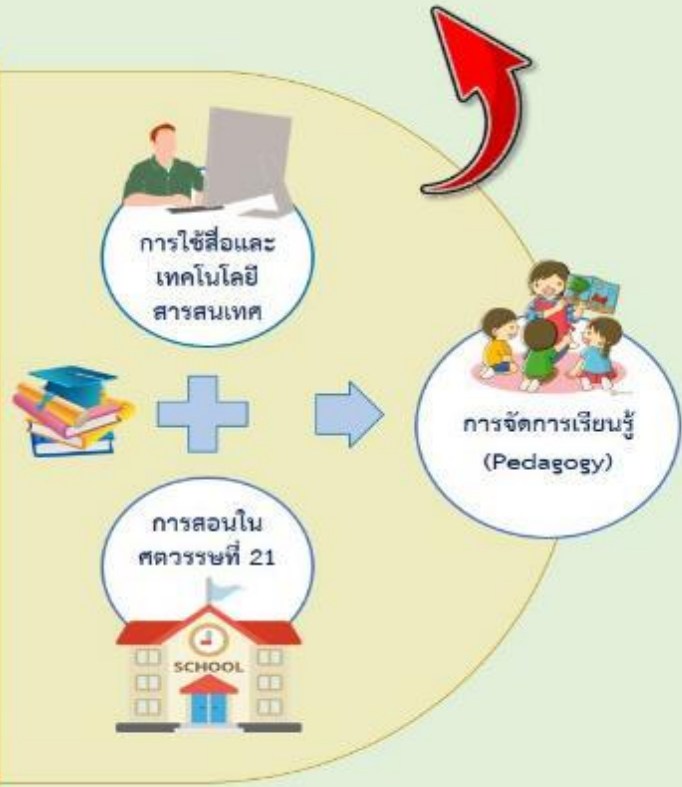 การใช้สื่อและ
เทคโนโลยี
สารสนเทศ
การจัดการเรียนรู้
(Pedagogy)
การสอนใน
ศตวรรษที่ 21
SCHOOL